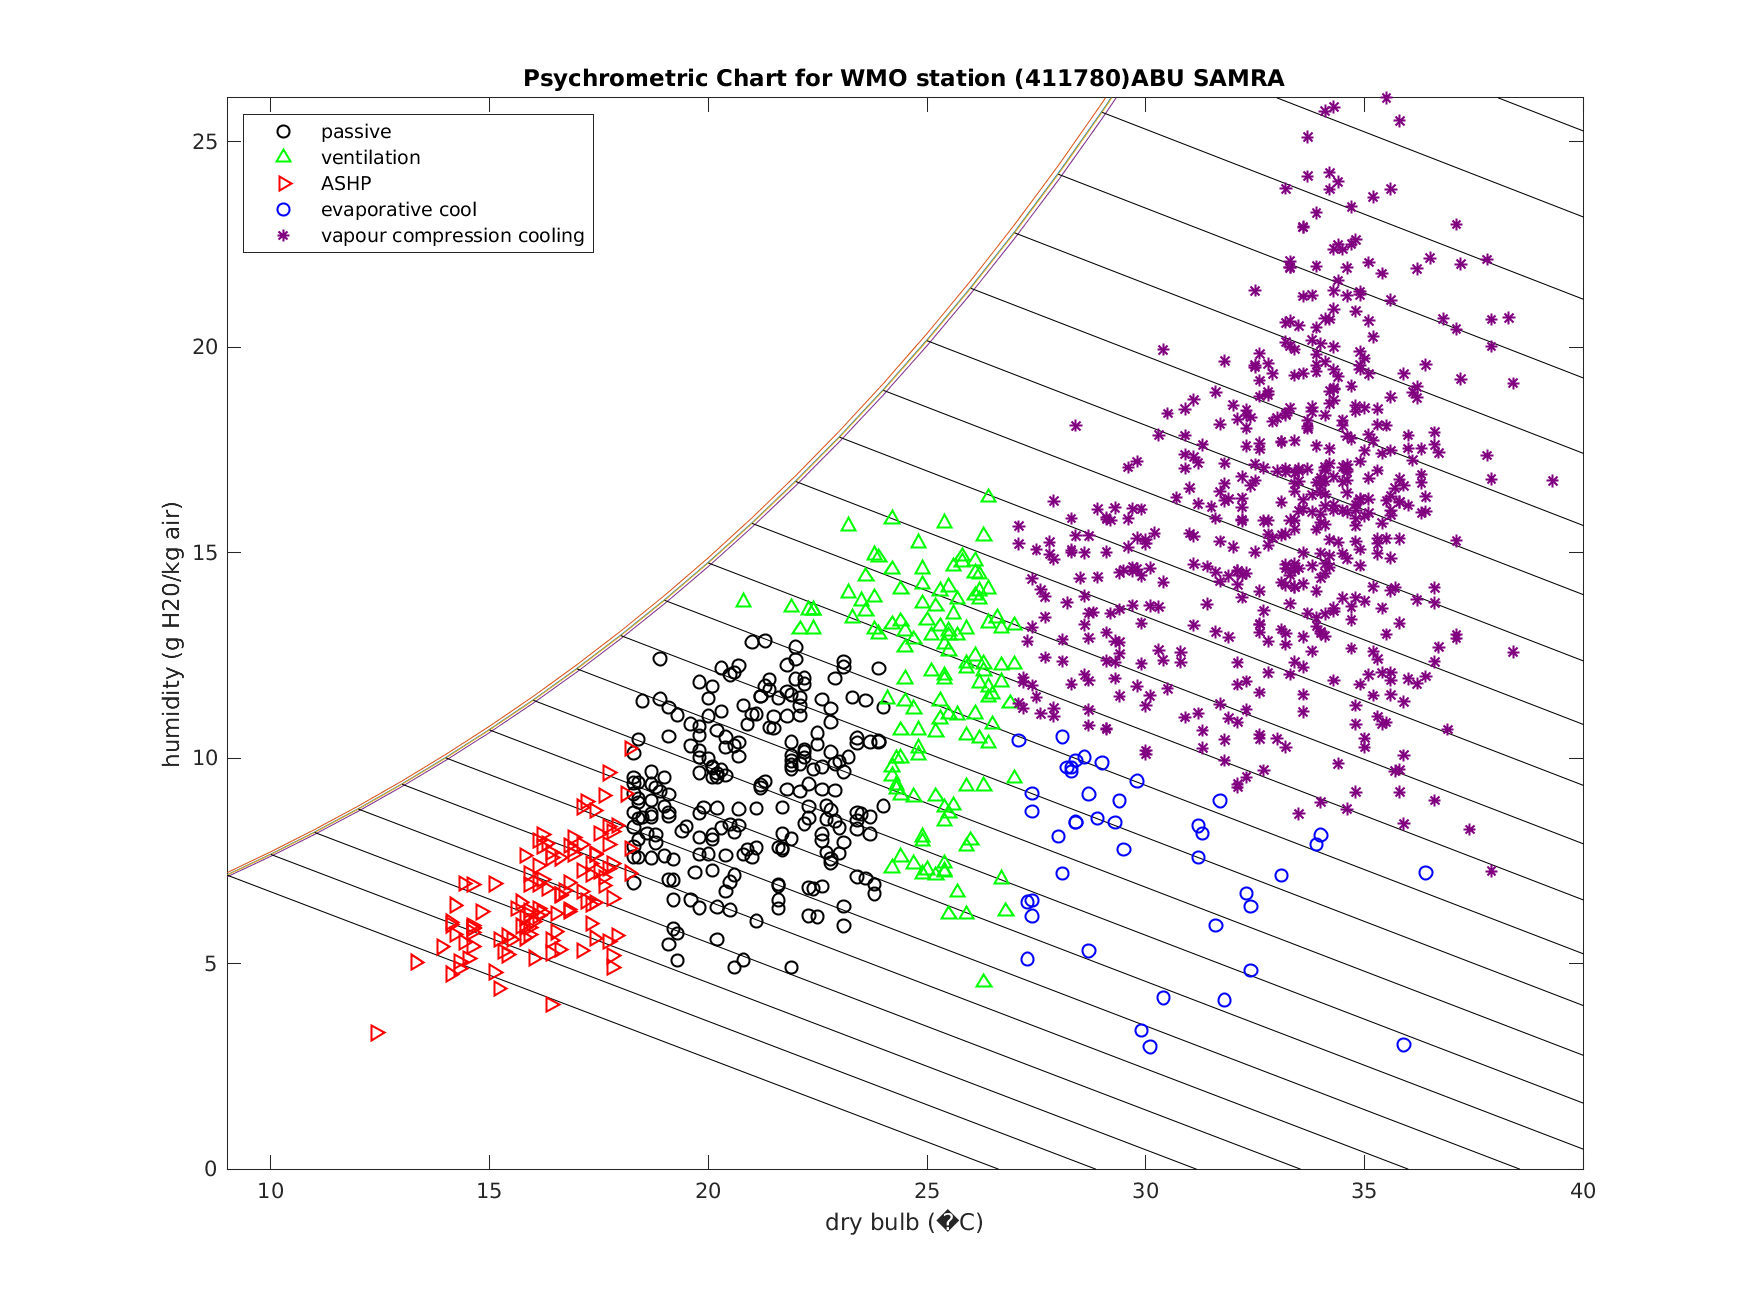 Psychrometric Chart for WMO station (411780)ABU SAMRA
passive
ventilation
ASHP
evaporative cool
vapour compression cooling
humidity (g H20/kg air)
25
20
15
10
5
0
10 15 20 25 30 35 40
dry bulb (�C)